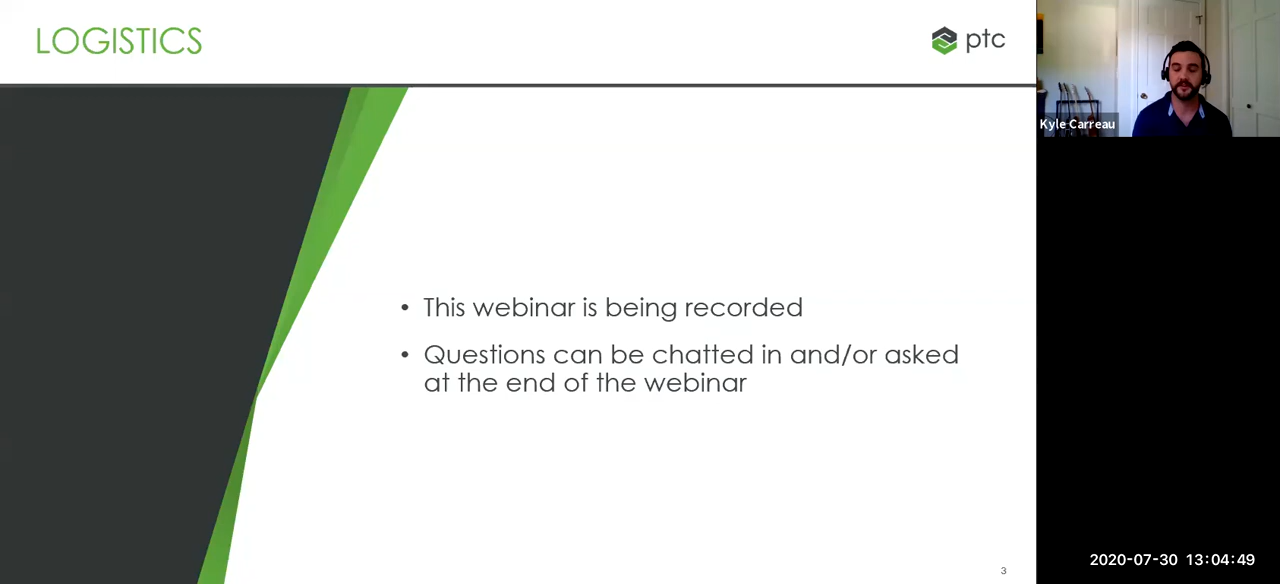 LOGISTICS
ptc
Kyle Carreau
• This webinar is being recorded
• Questions can be chatted in and/or asked
at the end of the webinar
2020-07-30 13:04:49
3